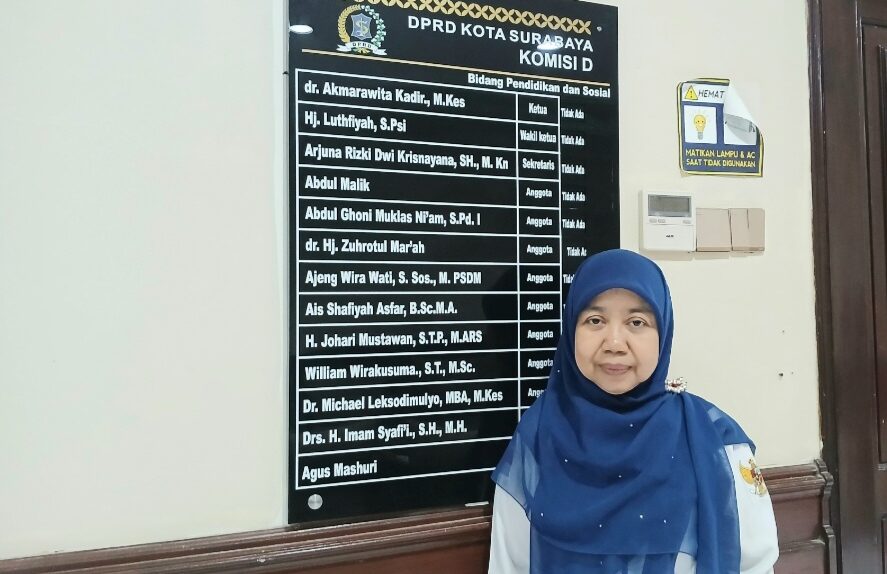 DPRD
DPRD KOTA SURABAYA
KOMISI D
Bidang Pendidikan dan Sosial
dr. Akmarawita Kadir., M.Kes Ketua Tidak Ada
Hj. Luthfiyah, S.Psi Wakil ketua Tidak Ada
Arjuna Rizki Dwi Krisnayana, SH., M. Kn Sekretaris Tidak Ada
Abdul Malik Anggota Tidak Ada
Abdul Ghoni Muklas Ni'am, S.Pd. I Anggota Tidak Ada
dr. Hj. Zuhrotul Mar'ah Anggota Tidak
Ajeng Wira Wati, S. Sos., M. PSDM Anggota Tidak
Ais Shafiyah Asfar, B.Sc.M.A. Anggota
H. Johari Mustawan, S.T.P., M.ARS Anggota
William Wirakusuma., S.T., M.Sc. Anggota
Dr. Michael Leksodimulyo, MBA, M.Kes
Drs. H. Imam Syafi'i., S.H., M.H.
Agus Mashuri
HEMAT
MATIKAN LAMPU & AC
SAAT TIDAK DIGUNAKAN